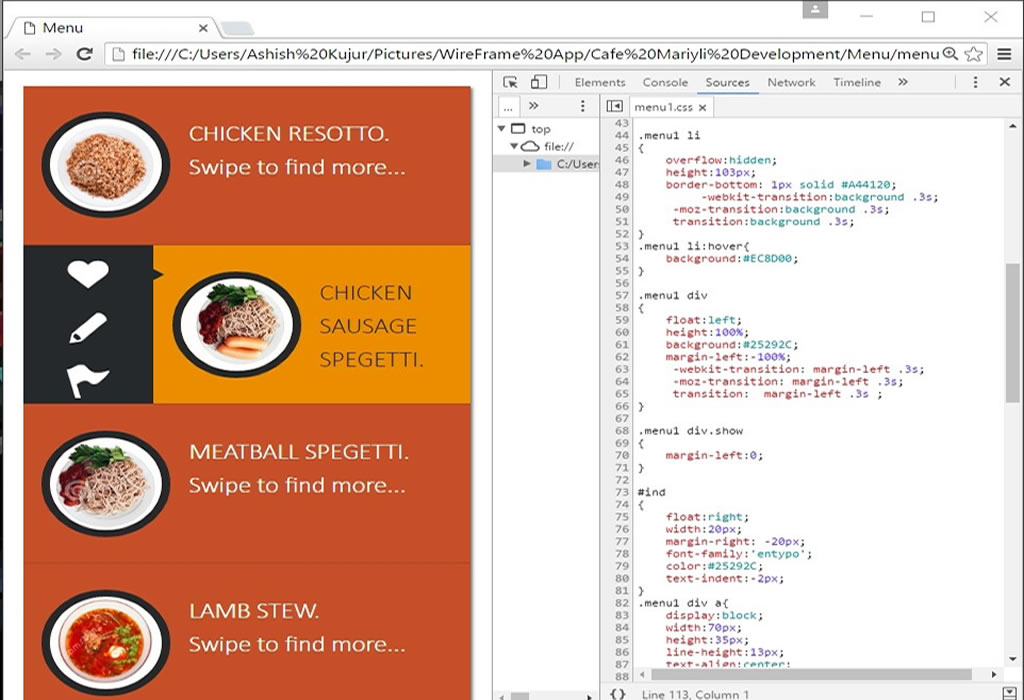 Menu
file:///C:/Users/Ashish%20Kujur/Pictures/WireFrame%20App/Cafe%20Mariyli%20Development/Menu/menu
Elements Console Sources Network Timeline »
... »
menu1.css
top
file://
C:/User
CHICKEN RESOTTO.
Swipe to find more...
CHICKEN
SAUSAGE
SPEGETTI.
MEATBALL SPEGETTI.
Swipe to find more...
LAMB STEW.
Swipe to find more...
43
44 .menu1 li
45 {
46 overflow:hidden;
47 height:103px;
48 border-bottom: 1px solid #A44120;
49 -webkit-transition:background .3s;
50 -moz-transition:background .3s;
51 transition:background .3s;
52 }
53 .menu1 li:hover{
54 background:#EC8D00;
55 }
56
57 .menu1 div
58 {
59 float:left;
60 height:100%;
61 background:#25292C;
62 margin-left:-100%;
63 -webkit-transition: margin-left .3s;
64 -moz-transition: margin-left .3s;
65 transition: margin-left .3s ;
66 }
67
68 .menu1 div.show
69 {
70 margin-left:0;
71 }
72
73 #ind
74 {
75 float:right;
76 width:20px;
77 margin-right: -20px;
78 font-family:'entypo';
79 color:#25292C;
80 text-indent:-2px;
81 }
82 .menu1 div a{
83 display:block;
84 width:70px;
85 height:35px;
86 line-height:13px;
87 text-align:center;
88
{} Line 113, Column 1